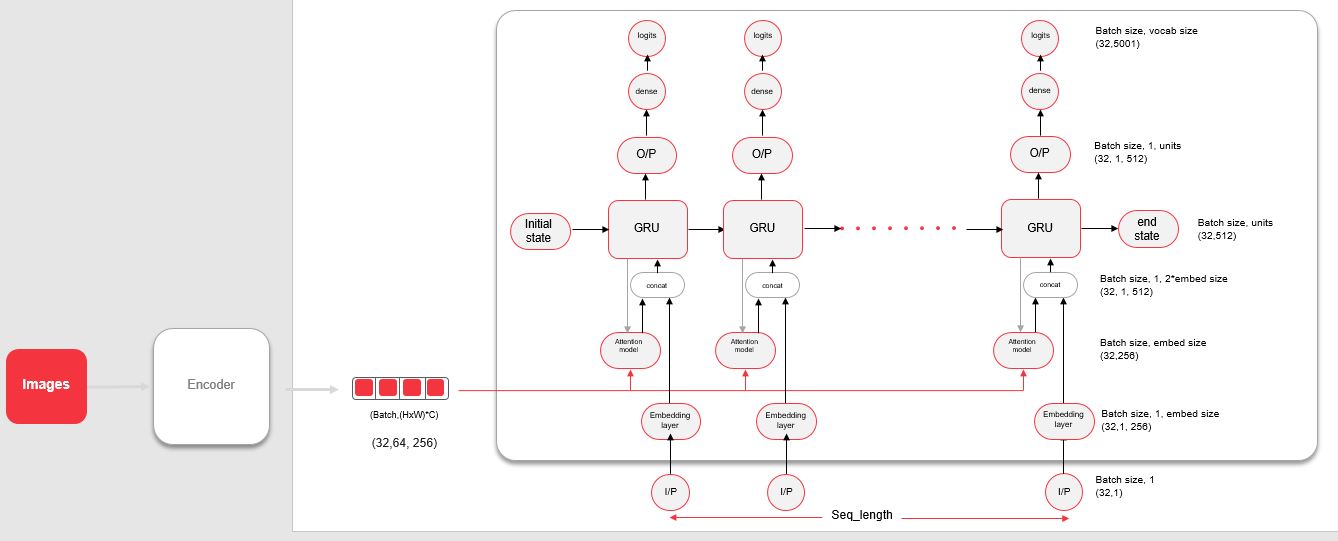 logits
logits
logits
Batch size, vocab size
(32,5001)
dense
dense
dense
O/P
O/P
O/P
Batch size, 1, units
(32, 1, 512)
Initial
state
GRU
GRU
GRU
end
state
Batch size, units
(32,512)
concat
concat
concat
Batch size, 1, 2*embed size
(32, 1, 512)
Attention
model
Attention
model
Attention
model
Batch size, embed size
(32,256)
Images
Encoder
(Batch,(HxW)*C)
(32,64, 256)
Embedding
layer
Embedding
layer
Embedding
layer
Batch size, 1, embed size
(32,1, 256)
I/P
I/P
I/P
Batch size, 1
(32,1)
Seq_length